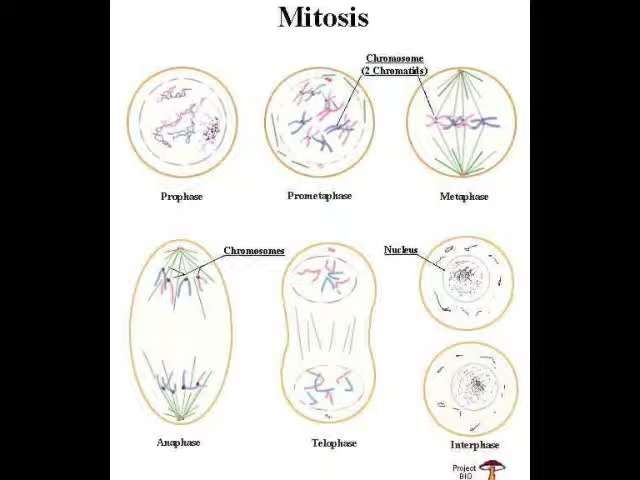 Mitosis
Chromosome
(2 Chromatids)
Prophase
Prometaphase
Metaphase
Chromosomes
Nucleus
Anaphase
Telophase
Interphase
Project
BIO